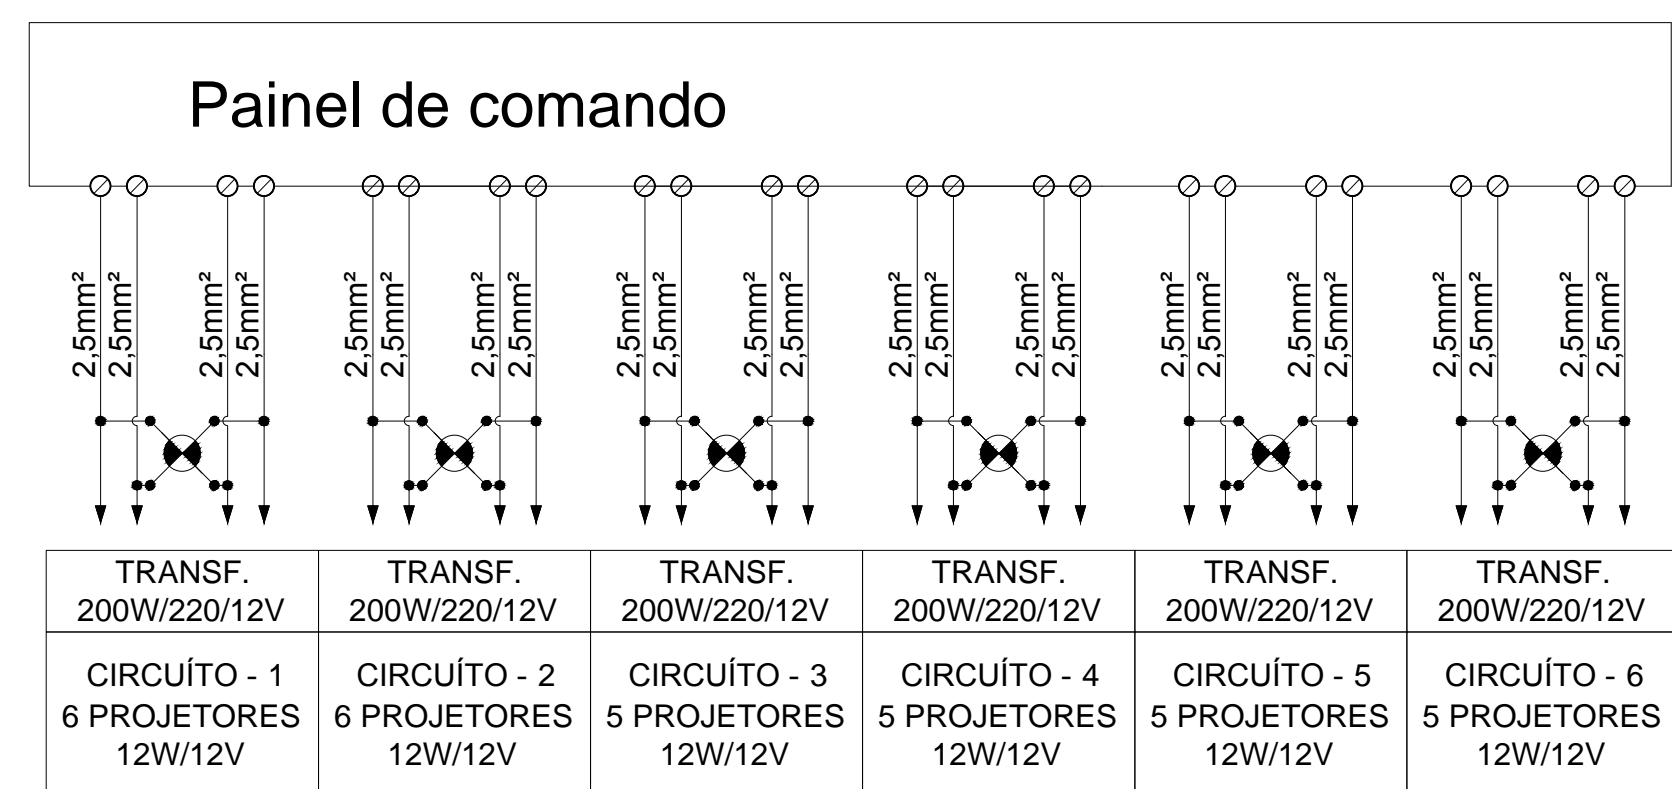 Painel de comando
2,5mm² 2,5mm² 2,5mm² 2,5mm² 2,5mm² 2,5mm² 2,5mm² 2,5mm² 2,5mm² 2,5mm² 2,5mm² 2,5mm² 2,5mm² 2,5mm² 2,5mm² 2,5mm² 2,5mm² 2,5mm² 2,5mm² 2,5mm² 2,5mm² 2,5mm² 2,5mm² 2,5mm²
TRANSF. TRANSF. TRANSF. TRANSF. TRANSF. TRANSF.
200W/220/12V 200W/220/12V 200W/220/12V 200W/220/12V 200W/220/12V 200W/220/12V
CIRCUÍTO - 1 CIRCUÍTO - 2 CIRCUÍTO - 3 CIRCUÍTO - 4 CIRCUÍTO - 5 CIRCUÍTO - 6
6 PROJETORES 6 PROJETORES 5 PROJETORES 5 PROJETORES 5 PROJETORES 5 PROJETORES
12W/12V 12W/12V 12W/12V 12W/12V 12W/12V 12W/12V